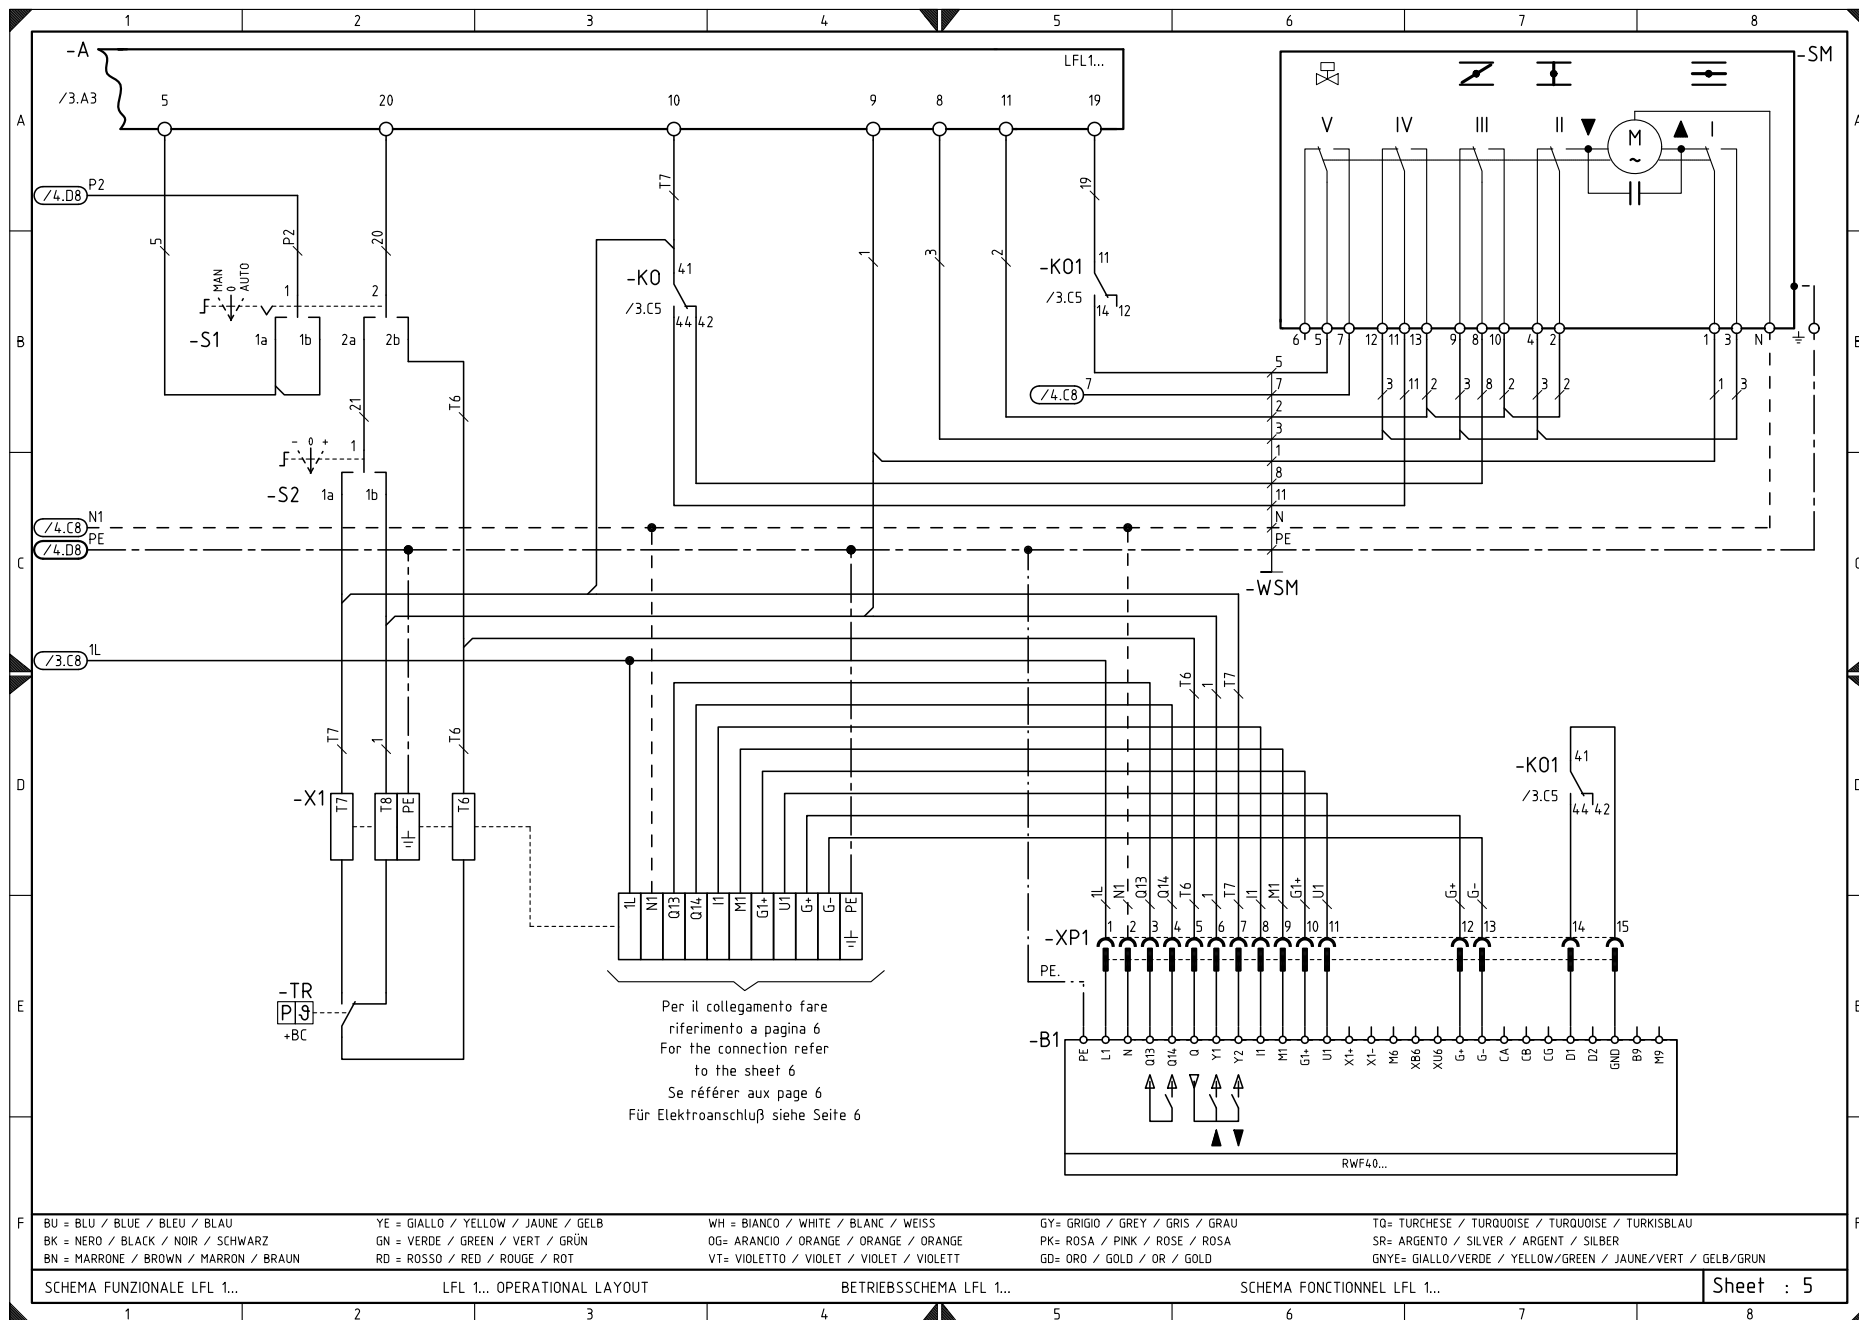 1 2 3 4 5 6 7 8
-A
LFL1...
-SM
/3.A3
5 20 10 9 8 11 19
A
V IV III II I
M
~
/4.D8 P2
T7
19
5 P2 20 1 3 2
MAN 0 AUTO
1 2
-S1
1a 1b 2a 2b
-K0
/3.C5
41
44 42
-K01
/3.C5
11
14 12
B
6 5 7 12 11 13 9 8 10 4 2 1 3 N
5
/4.C8 7
7
2
3
1
8
11
N
PE
3 11 2 3 8 2 3 2 1 3
21 T6
- 0 +
1
-S2
1a 1b
/4.C8 N1
/4.D8 PE
C
-WSM
/3.C8 1L
T6 1 T7
T7 1 T6
D
-X1
T7 T8 PE T6
-K01
/3.C5
41
44 42
1L N1 Q13 Q14 I1 M1 G1+ U1 G+ G- PE
1L N1 Q13 Q14 T6 1 T7 I1 M1 G1+ U1 G+ G-
-XP1
1 2 3 4 5 6 7 8 9 10 11 12 13 14 15
PE.
E
-TR
P ϑ
+BC
Per il collegamento fare
riferimento a pagina 6
For the connection refer
to the sheet 6
Se référer aux page 6
Für Elektroanschluβ siehe Seite 6
-B1
PE L1 N Q13 Q14 Q Y1 Y2 I1 M1 G1+ U1 X1+ X1- M6 XB6 XU6 G+ G- CA CB CG D1 D2 GND B9 M9
RWF40...
F
BU = BLU / BLUE / BLEU / BLAU
BK = NERO / BLACK / NOIR / SCHWARZ
BN = MARRONE / BROWN / MARRON / BRAUN
YE = GIALLO / YELLOW / JAUNE / GELB
GN = VERDE / GREEN / VERT / GRÜN
RD = ROSSO / RED / ROUGE / ROT
WH = BIANCO / WHITE / BLANC / WEISS
OG= ARANCIO / ORANGE / ORANGE / ORANGE
VT= VIOLETTO / VIOLET / VIOLET / VIOLETT
GY= GRIGIO / GREY / GRIS / GRAU
PK= ROSA / PINK / ROSE / ROSA
GD= ORO / GOLD / OR / GOLD
TQ= TURCHESE / TURQUOISE / TURQUOISE / TURKISBLAU
SR= ARGENTO / SILVER / ARGENT / SILBER
GNYE= GIALLO/VERDE / YELLOW/GREEN / JAUNE/VERT / GELB/GRUN
SCHEMA FUNZIONALE LFL 1... LFL 1... OPERATIONAL LAYOUT BETRIEBSSCHEMA LFL 1... SCHEMA FONCTIONNEL LFL 1...
Sheet : 5
1 2 3 4 5 6 7 8